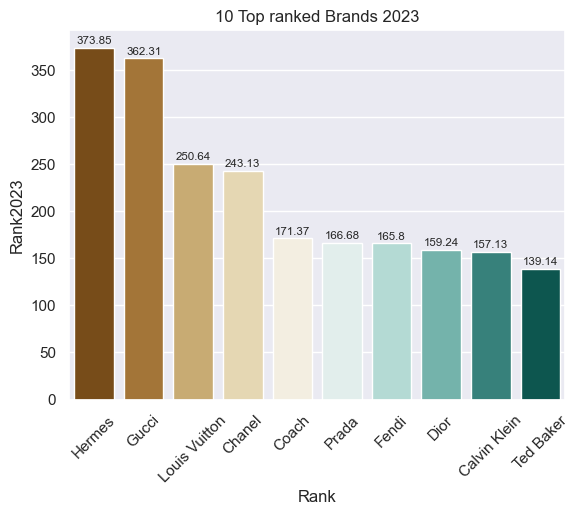 10 Top ranked Brands 2023
Rank2023
350
300
250
200
150
100
50
0
373.85
362.31
250.64
243.13
171.37
166.68
165.8
159.24
157.13
139.14
Hermes
Gucci
Louis Vuitton
Chanel
Coach
Prada
Fendi
Dior
Calvin Klein
Ted Baker
Rank